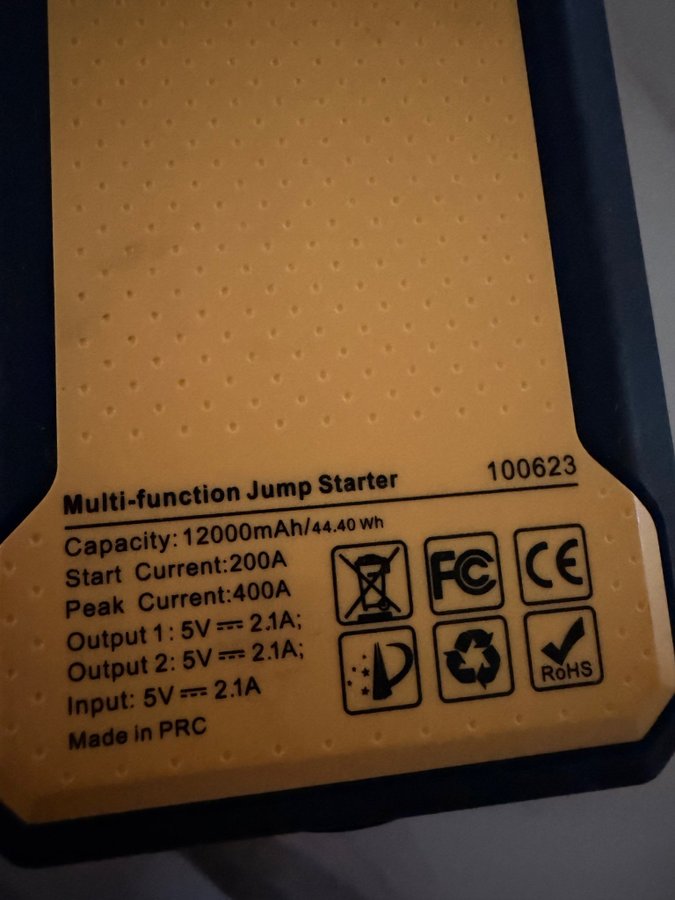 Multi-function Jump Starter 100623
Capacity: 12000mAh/44.40 Wh
Start Current:200A
Peak Current:400A
Output 1: 5V ⎓ 2.1A;
Output 2: 5V ⎓ 2.1A;
Input: 5V ⎓ 2.1A
Made in PRC
FC CE
RoHS